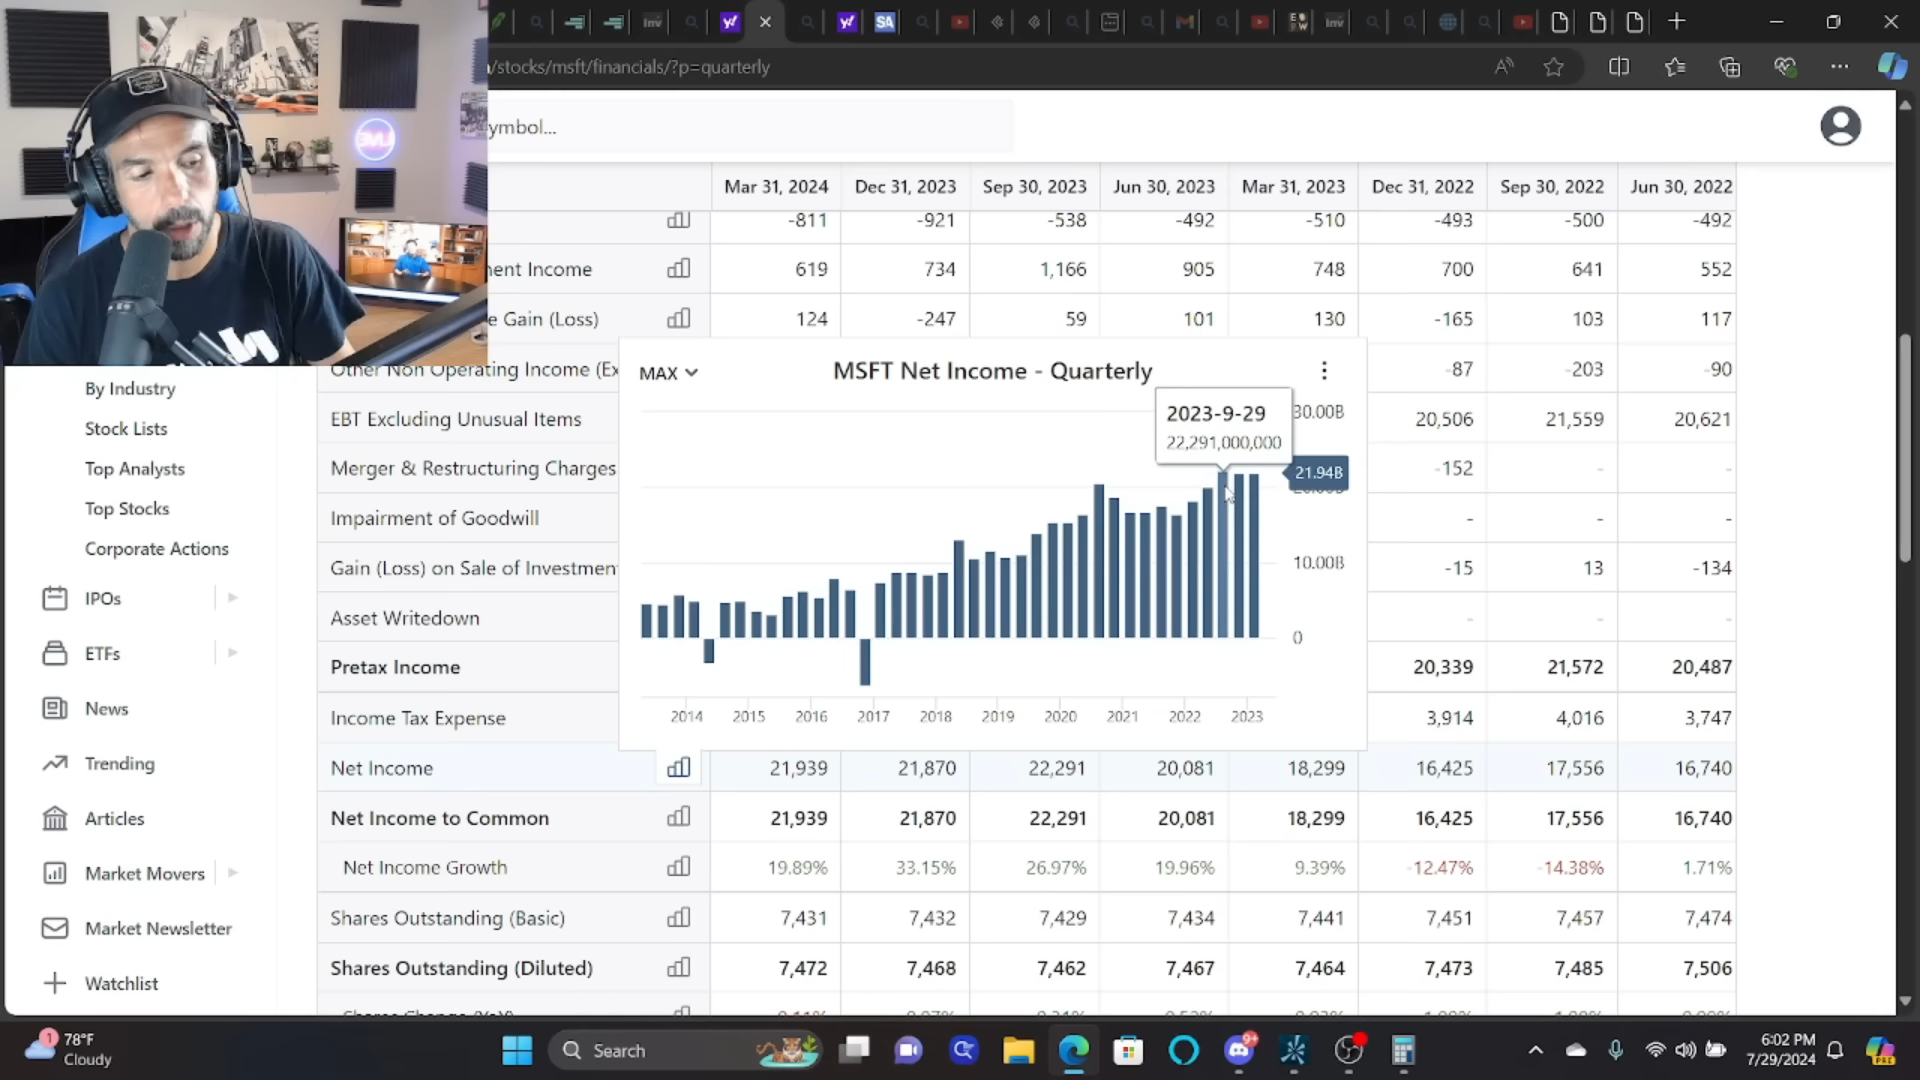 /stocks/msft/financials/?p=quarterly
ymbol...
Mar 31, 2024 Dec 31, 2023 Sep 30, 2023 Jun 30, 2023 Mar 31, 2023 Dec 31, 2022 Sep 30, 2022 Jun 30, 2022
-811 -921 -538 -492 -510 -493 -500 -492
ent Income 619 734 1,166 905 748 700 641 552
e Gain (Loss) 124 -247 59 101 130 -165 103 117
Other Non Operating Income (Ex -87 -203 -90
EBT Excluding Unusual Items 20,506 21,559 20,621
Merger & Restructuring Charges -152 - -
Impairment of Goodwill - - -
Gain (Loss) on Sale of Investmen -15 13 -134
Asset Writedown - - -
Pretax Income 20,339 21,572 20,487
Income Tax Expense 3,914 4,016 3,747
Net Income 21,939 21,870 22,291 20,081 18,299 16,425 17,556 16,740
Net Income to Common 21,939 21,870 22,291 20,081 18,299 16,425 17,556 16,740
Net Income Growth 19.89% 33.15% 26.97% 19.96% 9.39% -12.47% -14.38% 1.71%
Shares Outstanding (Basic) 7,431 7,432 7,429 7,434 7,441 7,451 7,457 7,474
Shares Outstanding (Diluted) 7,472 7,468 7,462 7,467 7,464 7,473 7,485 7,506
MAX
MSFT Net Income - Quarterly
2023-9-29
22,291,000,000
30.00B
21.94B
10.00B
0
2014 2015 2016 2017 2018 2019 2020 2021 2022 2023
By Industry
Stock Lists
Top Analysts
Top Stocks
Corporate Actions
IPOs
ETFs
News
Trending
Articles
Market Movers
Market Newsletter
Watchlist
LIVE
Inv
SA
Inv
1
78°F
Cloudy
Search
9+
6:02 PM
7/29/2024
PRE